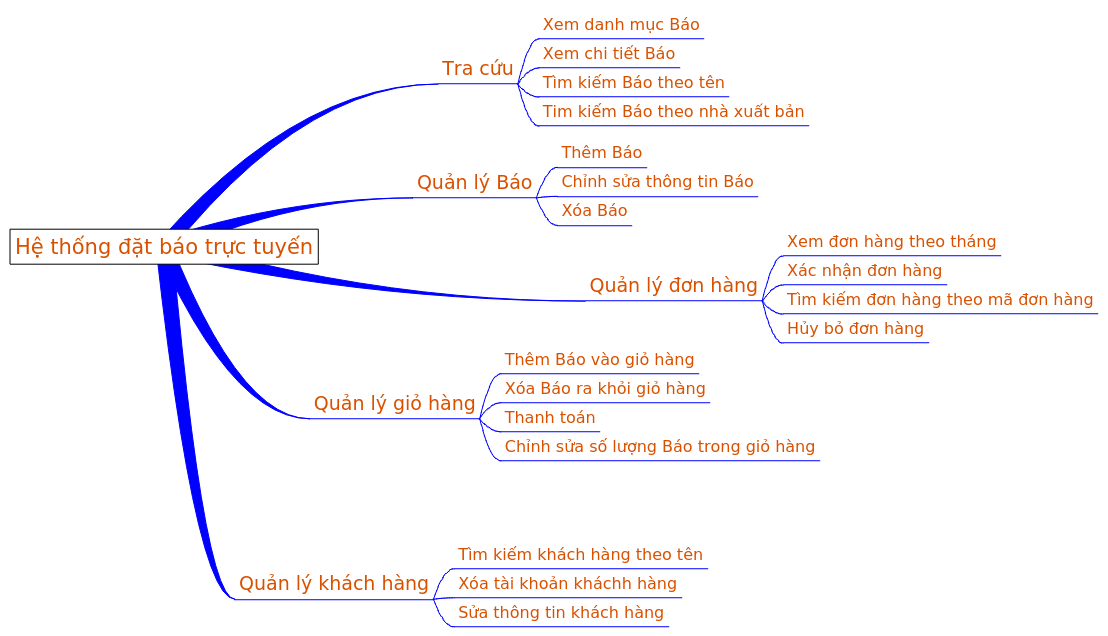 Xem danh mục Báo
Xem chi tiết Báo
Tra cứu
Tìm kiếm Báo theo tên
Tim kiếm Báo theo nhà xuất bản
Thêm Báo
Quản lý Báo
Chỉnh sửa thông tin Báo
Xóa Báo
Hệ thống đặt báo trực tuyến
Xem đơn hàng theo tháng
Xác nhận đơn hàng
Quản lý đơn hàng
Tìm kiếm đơn hàng theo mã đơn hàng
Hủy bỏ đơn hàng
Thêm Báo vào giỏ hàng
Xóa Báo ra khỏi giỏ hàng
Quản lý giỏ hàng
Thanh toán
Chỉnh sửa số lượng Báo trong giỏ hàng
Tìm kiếm khách hàng theo tên
Quản lý khách hàng
Xóa tài khoản kháchh hàng
Sửa thông tin khách hàng